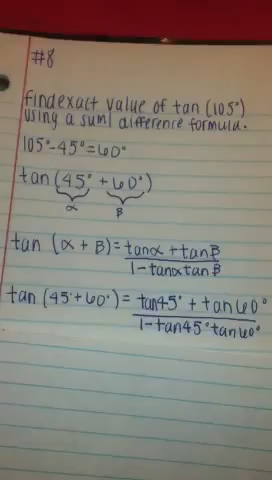 #8
find exact value of tan (105°)
using a sum/difference formula.
105° - 45° = 60°
tan (45° + 60°)
α β
tan (α + β) = tanα + tanβ
1 - tanα tanβ
tan (45° + 60°) = tan45° + tan60°
1 - tan45° tan60°